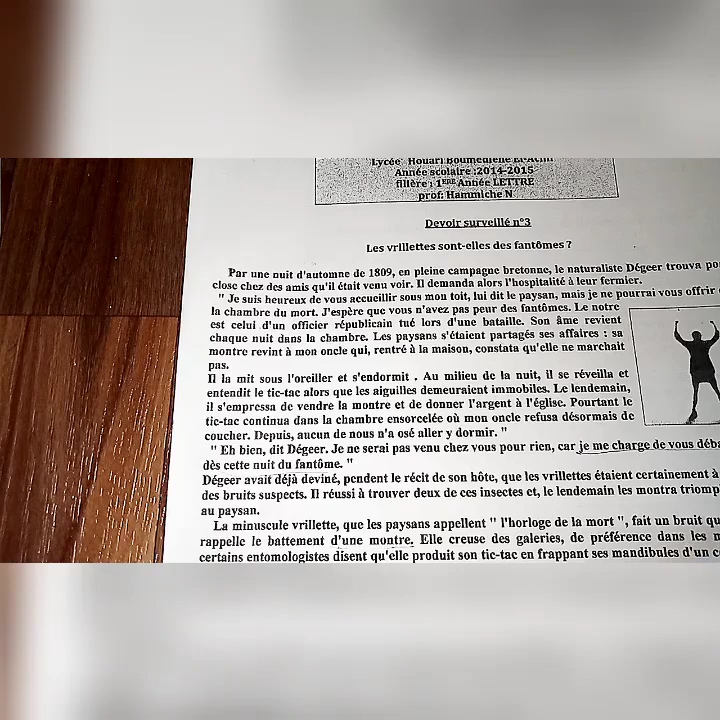 Lycée Houari Boumediene El-Achir
Année scolaire :2014-2015
filière : 1ERE Année LETTRE
prof: Hammiche N
Devoir surveillé n°3
Les vrillettes sont-elles des fantômes ?
Par une nuit d'automne de 1809, en pleine campagne bretonne, le naturaliste Dégeer trouva
close chez des amis qu'il était venu voir. Il demanda alors l'hospitalité à leur fermier.
" Je suis heureux de vous accueillir sous mon toit, lui dit le paysan, mais je ne pourrai vous offrir
la chambre du mort. J'espère que vous n'avez pas peur des fantômes. Le notre
est celui d'un officier républicain tué lors d'une bataille. Son âme revient
chaque nuit dans la chambre. Les paysans s'étaient partagés ses affaires : sa
montre revint à mon oncle qui, rentré à la maison, constata qu'elle ne marchait
pas.
Il la mit sous l'oreiller et s'endormit . Au milieu de la nuit, il se réveilla et
entendit le tic-tac alors que les aiguilles demeuraient immobiles. Le lendemain,
il s'empressa de vendre la montre et de donner l'argent à l'église. Pourtant le
tic-tac continua dans la chambre ensorcelée où mon oncle refusa désormais de
coucher. Depuis, aucun de nous n'a osé aller y dormir. "
" Eh bien, dit Dégeer. Je ne serai pas venu chez vous pour rien, car je me charge de vous
dès cette nuit du fantôme. "
Dégeer avait déjà deviné, pendent le récit de son hôte, que les vrillettes étaient certainement à
des bruits suspects. Il réussi à trouver deux de ces insectes et, le lendemain les montra
au paysan.
La minuscule vrillette, que les paysans appellent " l'horloge de la mort ", fait un bruit
rappelle le battement d'une montre. Elle creuse des galeries, de préférence dans les
certains entomologistes disent qu'elle produit son tic-tac en frappant ses mandibules d'un